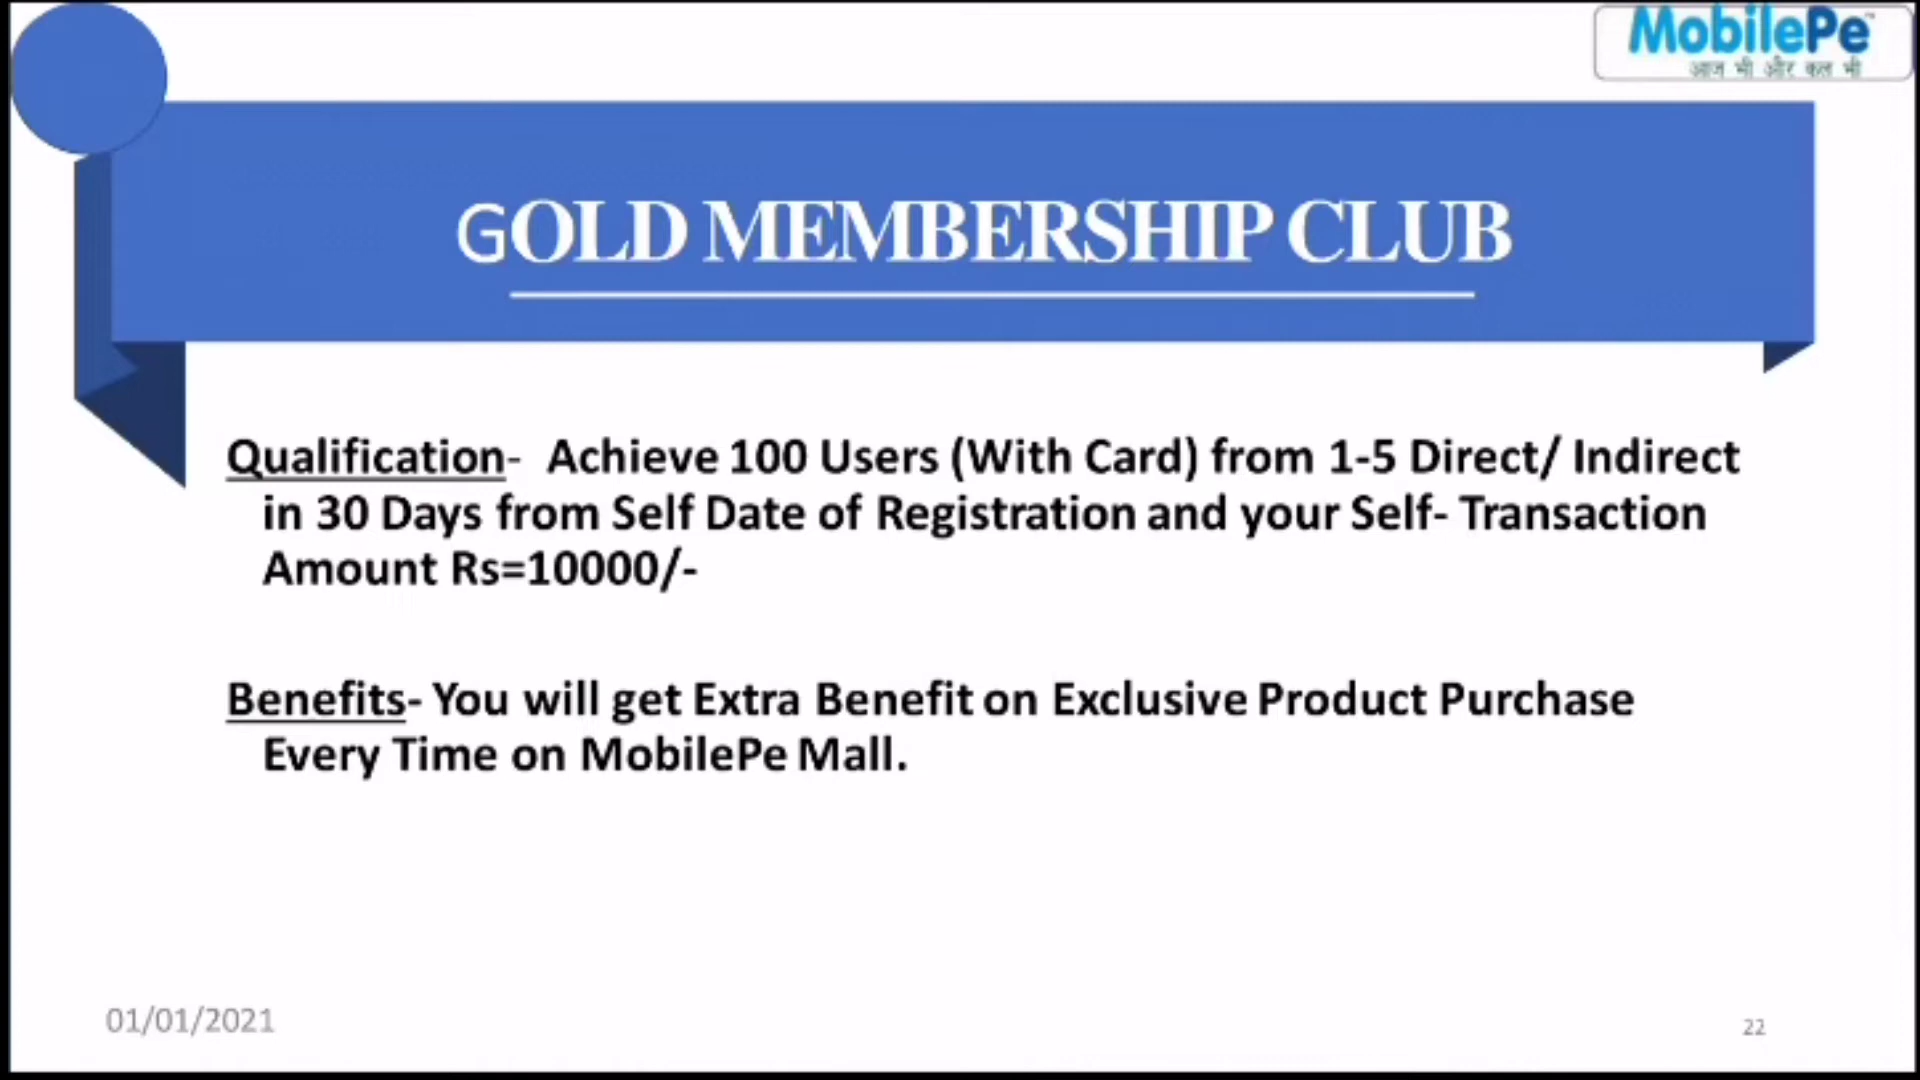 MobilePe™
आज भी और कल भी
GOLD MEMBERSHIP CLUB
Qualification- Achieve 100 Users (With Card) from 1-5 Direct/ Indirect
in 30 Days from Self Date of Registration and your Self- Transaction
Amount Rs=10000/-
Benefits- You will get Extra Benefit on Exclusive Product Purchase
Every Time on MobilePe Mall.
01/01/2021
22